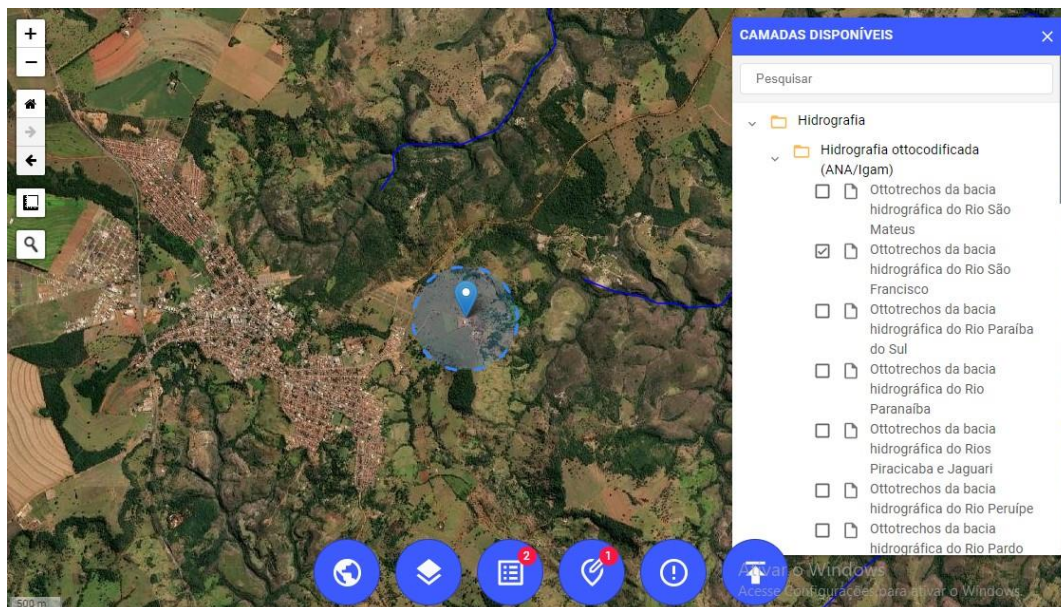 +
−
CAMADAS DISPONÍVEIS
Pesquisar
Hidrografia
Hidrografia ottocodificada
(ANA/Igam)
Ottotrechos da bacia
hidrográfica do Rio São
Mateus
Ottotrechos da bacia
hidrográfica do Rio São
Francisco
Ottotrechos da bacia
hidrográfica do Rio Paraíba
do Sul
Ottotrechos da bacia
hidrográfica do Rio
Paranaíba
Ottotrechos da bacia
hidrográfica do Rios
Piracicaba e Jaguari
Ottotrechos da bacia
hidrográfica do Rio Peruípe
Ottotrechos da bacia
hidrográfica do Rio Pardo
2
1
Ativar o Windows
Acesse Configurações para ativar o Windows.
500 m